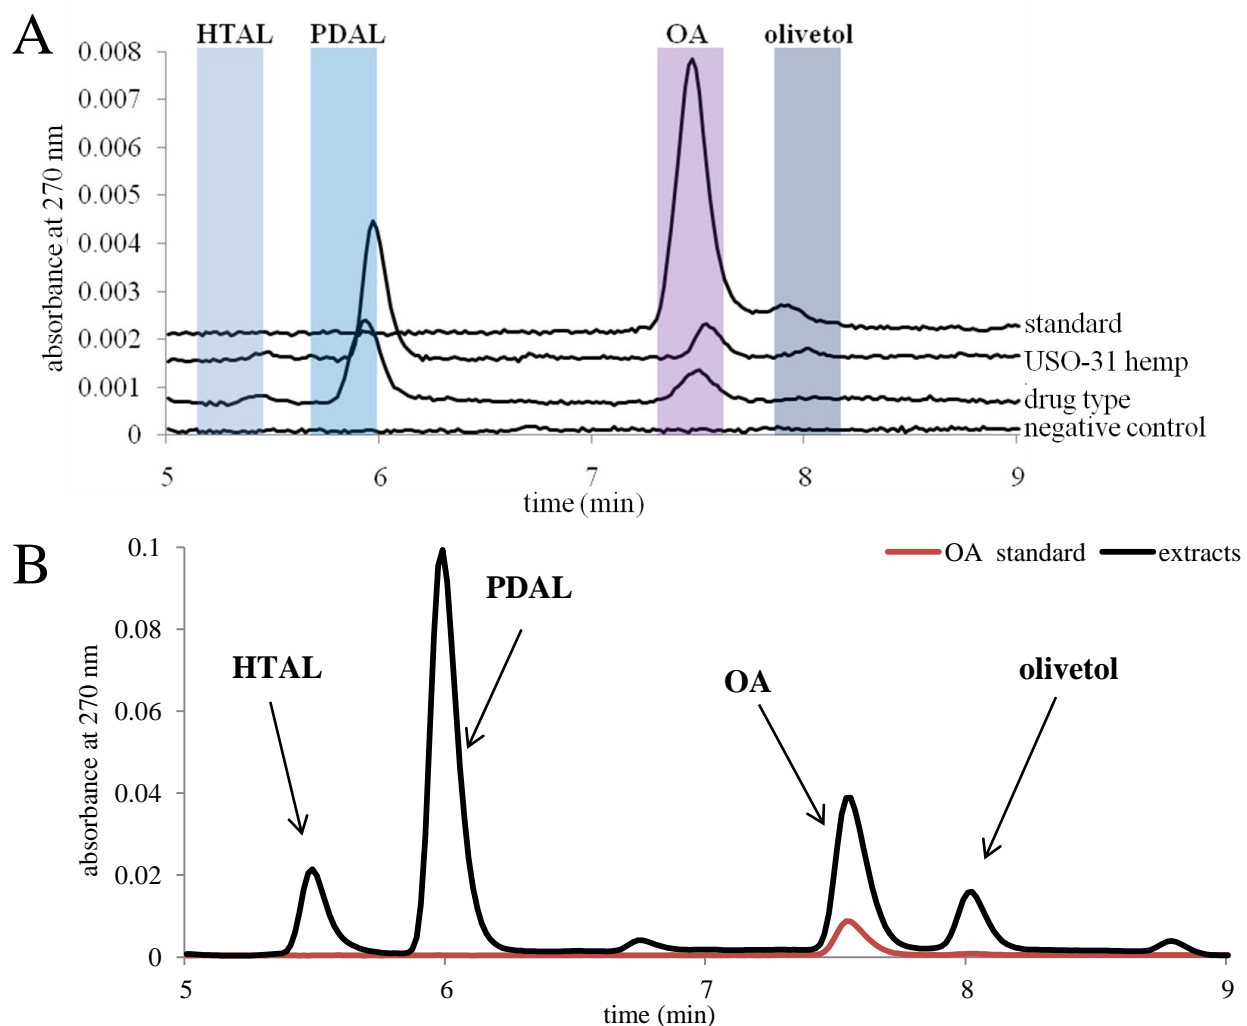 A
HTAL PDAL OA olivetol
absorbance at 270 nm
0.008
0.007
0.006
0.005
0.004
0.003
0.002
0.001
0
standard
USO-31 hemp
drug type
negative control
5 6 7 8 9
time (min)
B
OA standard extracts
absorbance at 270 nm
0.1
0.08
0.06
0.04
0.02
0
HTAL
PDAL
OA
olivetol
5 6 7 8 9
time (min)